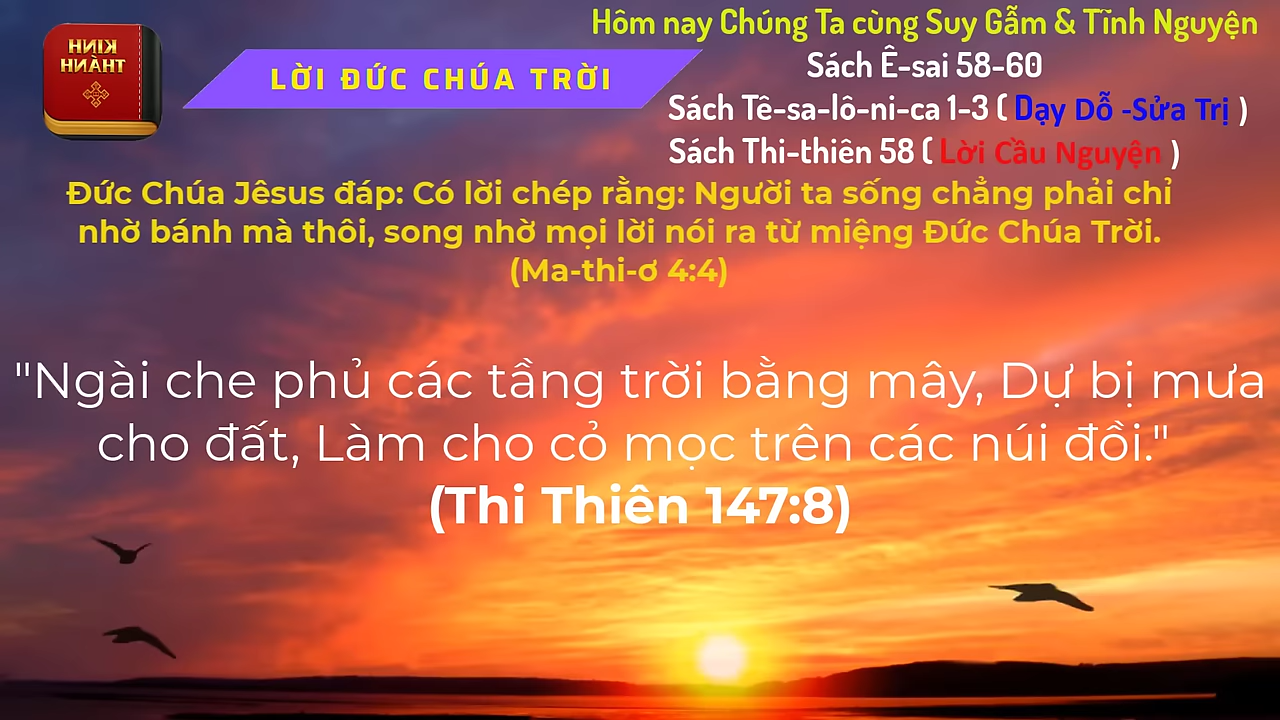 KINH
THÀNH
LỜI ĐỨC CHÚA TRỜI
Hôm nay Chúng Ta cùng Suy Gẫm & Tĩnh Nguyện
Sách Ê-sai 58-60
Sách Tê-sa-lô-ni-ca 1-3 ( Dạy Dỗ -Sửa Trị )
Sách Thi-thiên 58 ( Lời Cầu Nguyện )
Đức Chúa Jêsus đáp: Có lời chép rằng: Người ta sống chẳng phải chỉ
nhờ bánh mà thôi, song nhờ mọi lời nói ra từ miệng Đức Chúa Trời.
(Ma-thi-ơ 4:4)
"Ngài che phủ các tầng trời bằng mây, Dự bị mưa
cho đất, Làm cho cỏ mọc trên các núi đồi."
(Thi Thiên 147:8)